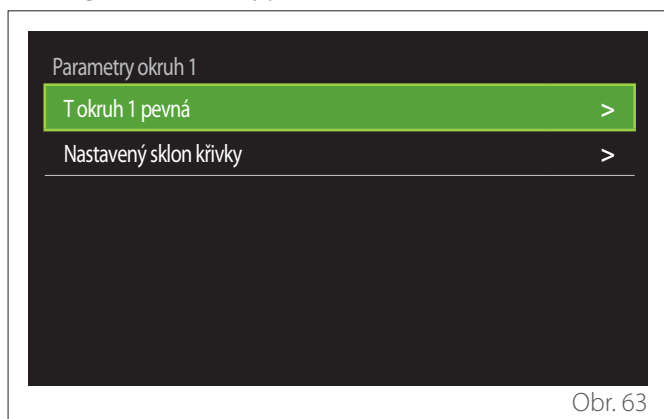 Parametry okruh 1
T okruh 1 pevná >
Nastavený sklon křivky >
Obr. 63